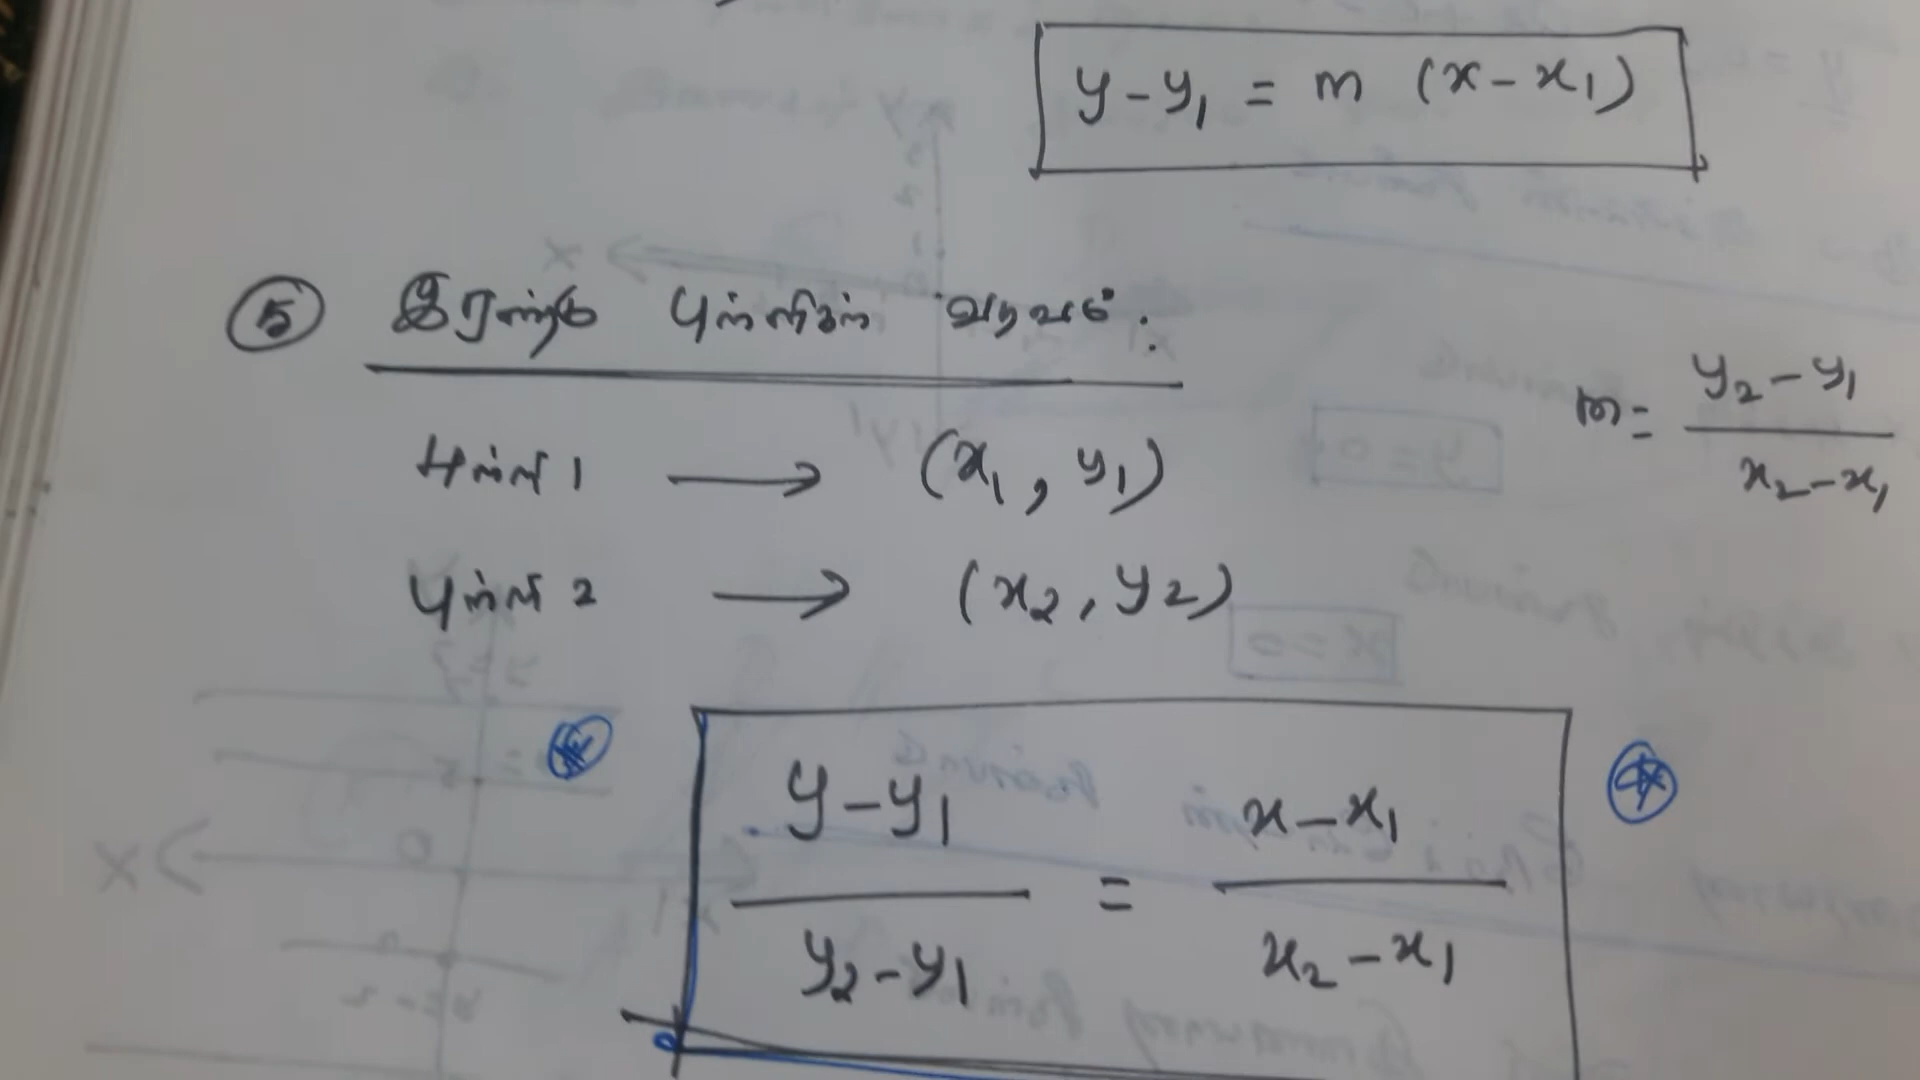 y - y₁ = m (x - x₁)
⑤ இரண்டு புள்ளிகள் வடிவம் :
m = (y₂ - y₁) / (x₂ - x₁)
புள்ளி 1 ⟶ (x₁, y₁)
புள்ளி 2 ⟶ (x₂, y₂)
(y - y₁) / (y₂ - y₁) = (x - x₁) / (x₂ - x₁)